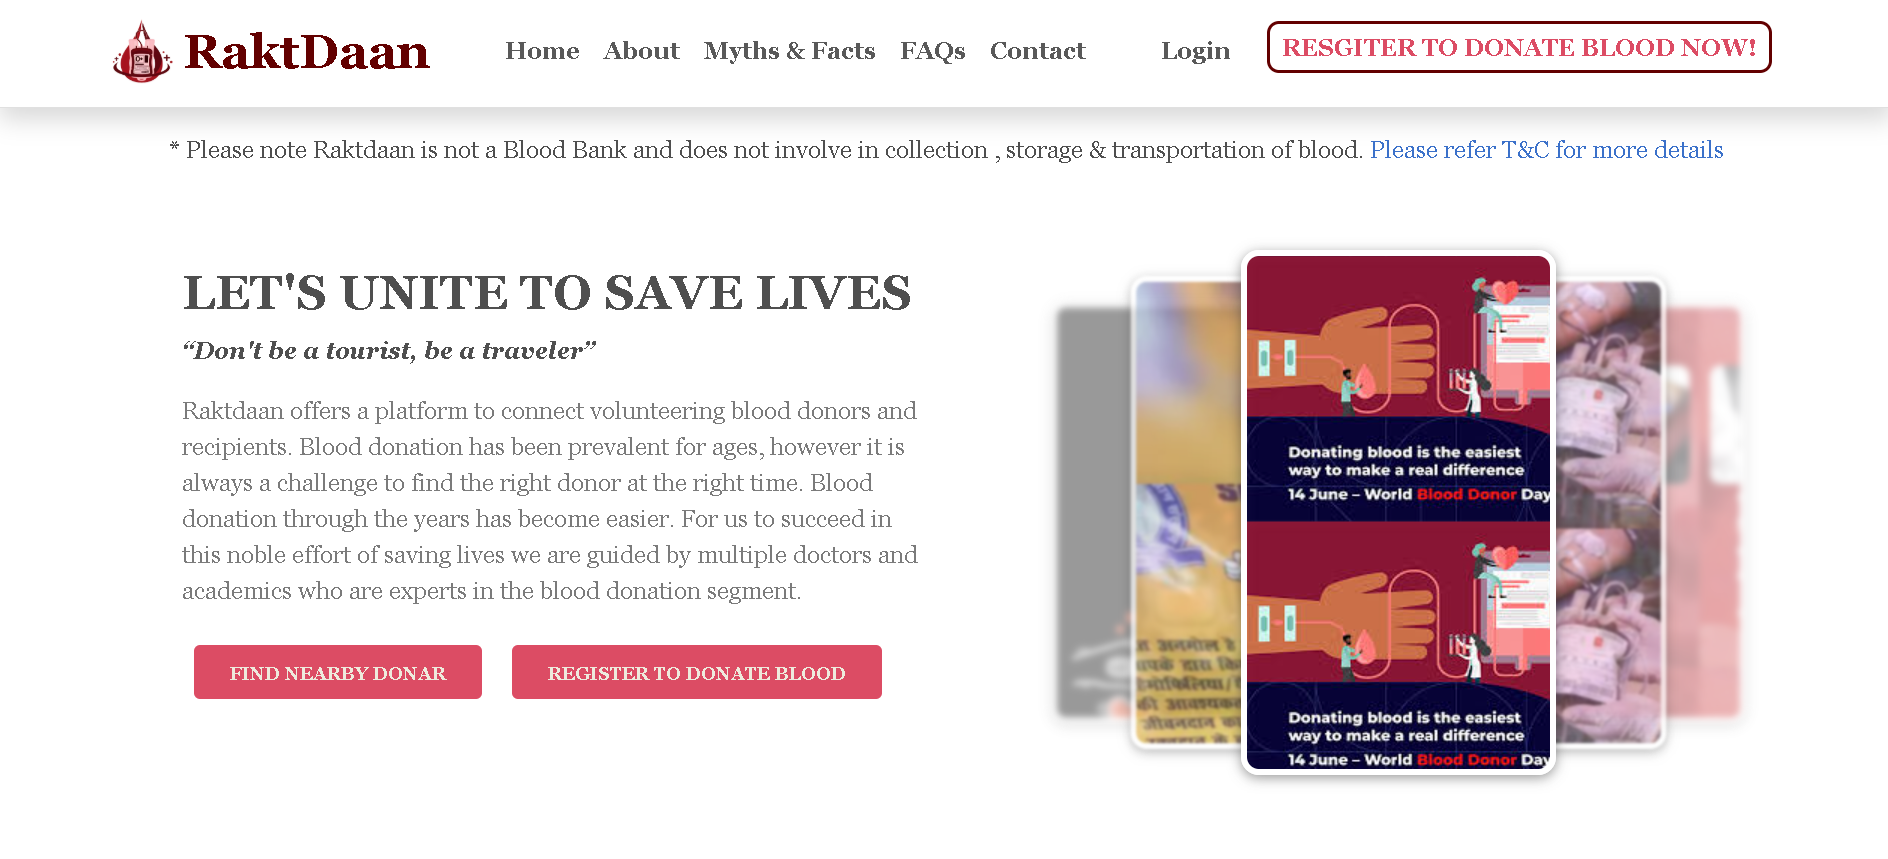 RaktDaan
Home About Myths & Facts FAQs Contact Login RESGITER TO DONATE BLOOD NOW!
* Please note Raktdaan is not a Blood Bank and does not involve in collection , storage & transportation of blood. Please refer T&C for more details
LET'S UNITE TO SAVE LIVES
“Don't be a tourist, be a traveler”
Raktdaan offers a platform to connect volunteering blood donors and
recipients. Blood donation has been prevalent for ages, however it is
always a challenge to find the right donor at the right time. Blood
donation through the years has become easier. For us to succeed in
this noble effort of saving lives we are guided by multiple doctors and
academics who are experts in the blood donation segment.
FIND NEARBY DONAR
REGISTER TO DONATE BLOOD
अनमोल है
Donating blood is the easiest
way to make a real difference
14 June – World Blood Donor Day
Donating blood is the easiest
way to make a real difference
14 June – World Blood Donor Day